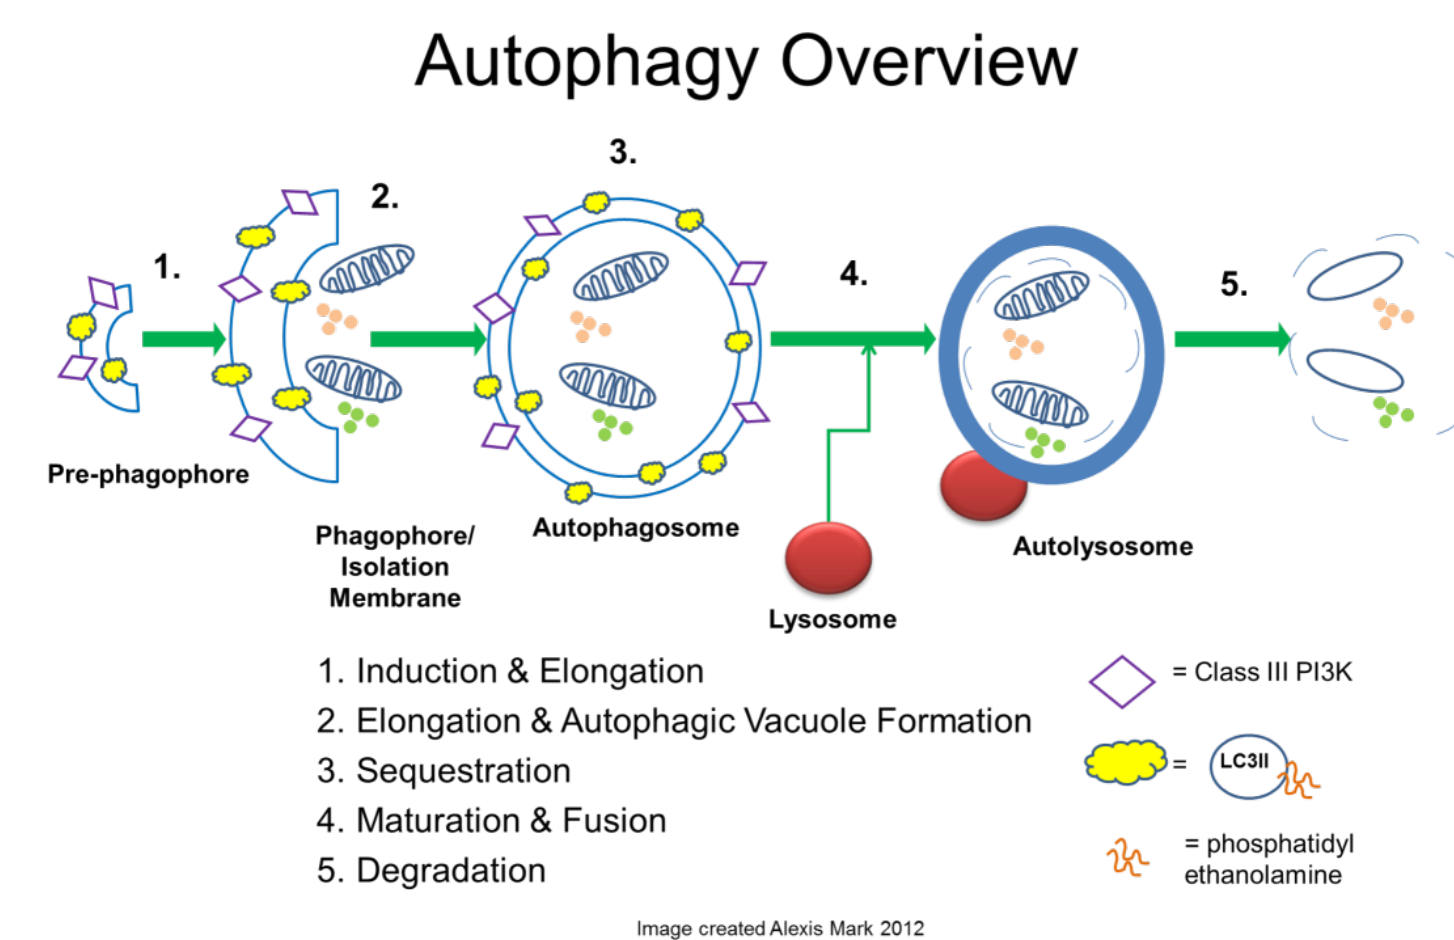 Autophagy Overview
3.
2.
1.
4.
5.
Pre-phagophore
Phagophore/
Isolation
Membrane
Autophagosome
Lysosome
Autolysosome
1. Induction & Elongation
2. Elongation & Autophagic Vacuole Formation
3. Sequestration
4. Maturation & Fusion
5. Degradation
= Class III PI3K
= LC3II
= phosphatidyl
ethanolamine
Image created Alexis Mark 2012